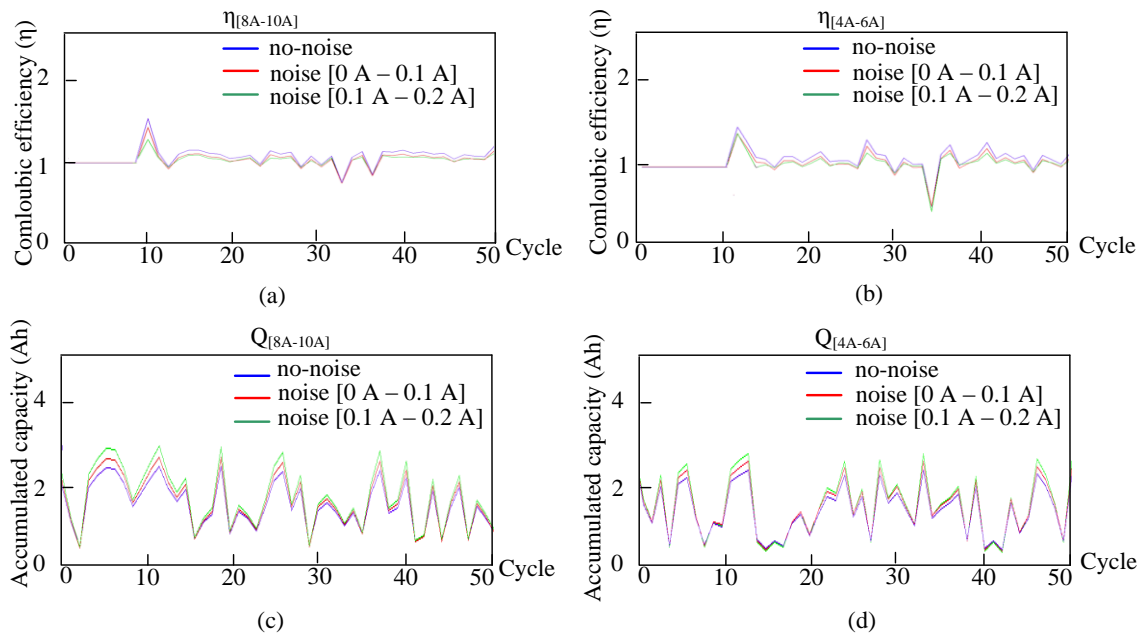 η[8A-10A]
Comloubic efficiency (η)
no-noise
noise [0 A – 0.1 A]
noise [0.1 A – 0.2 A]
2
1
0
0 10 20 30 40 50
Cycle
(a)
η[4A-6A]
Comloubic efficiency (η)
no-noise
noise [0 A – 0.1 A]
noise [0.1 A – 0.2 A]
2
1
0
0 10 20 30 40 50
Cycle
(b)
Q[8A-10A]
Accumulated capacity (Ah)
no-noise
noise [0 A – 0.1 A]
noise [0.1 A – 0.2 A]
4
2
0
0 10 20 30 40 50
Cycle
(c)
Q[4A-6A]
Accumulated capacity (Ah)
no-noise
noise [0 A – 0.1 A]
noise [0.1 A – 0.2 A]
4
2
0
0 10 20 30 40 50
Cycle
(d)